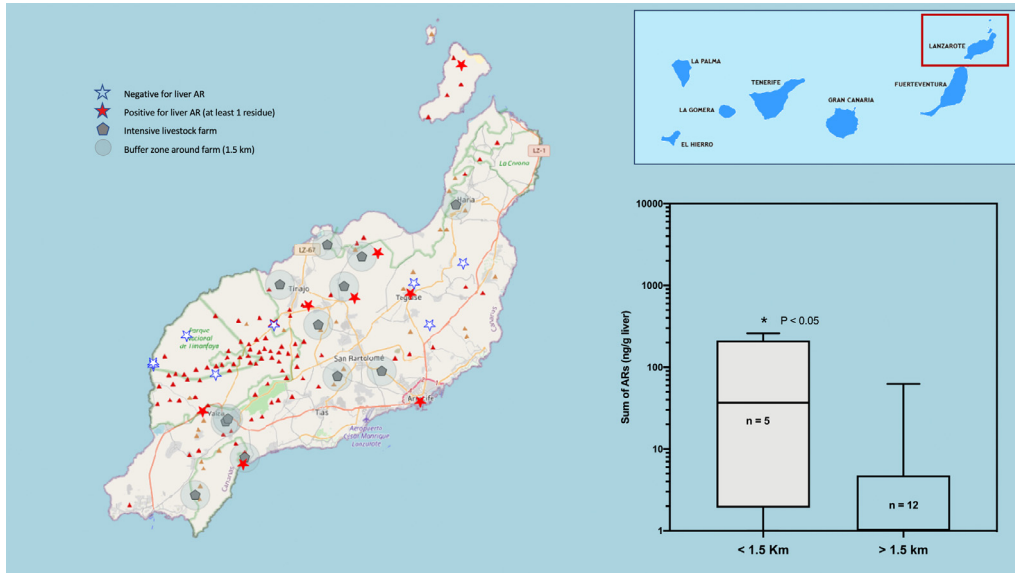 Negative for liver AR
Positive for liver AR (at least 1 residue)
Intensive livestock farm
Buffer zone around farm (1.5 km)
LZ-1
La Corona
Haria
LZ-67
Tinajo
Teguise
Parque
Nacional
de Timanfaya
San Bartolomé
Yaiza
Tías
Arrecife
Aeropuerto
César Manrique
Lanzarote
Canarias
Canarias
LANZAROTE
LA PALMA
TENERIFE
FUERTEVENTURA
GRAN CANARIA
LA GOMERA
EL HIERRO
Sum of ARs (ng/g liver)
10000
1000
100
10
1
* P < 0.05
n = 5
n = 12
< 1.5 Km
> 1.5 km